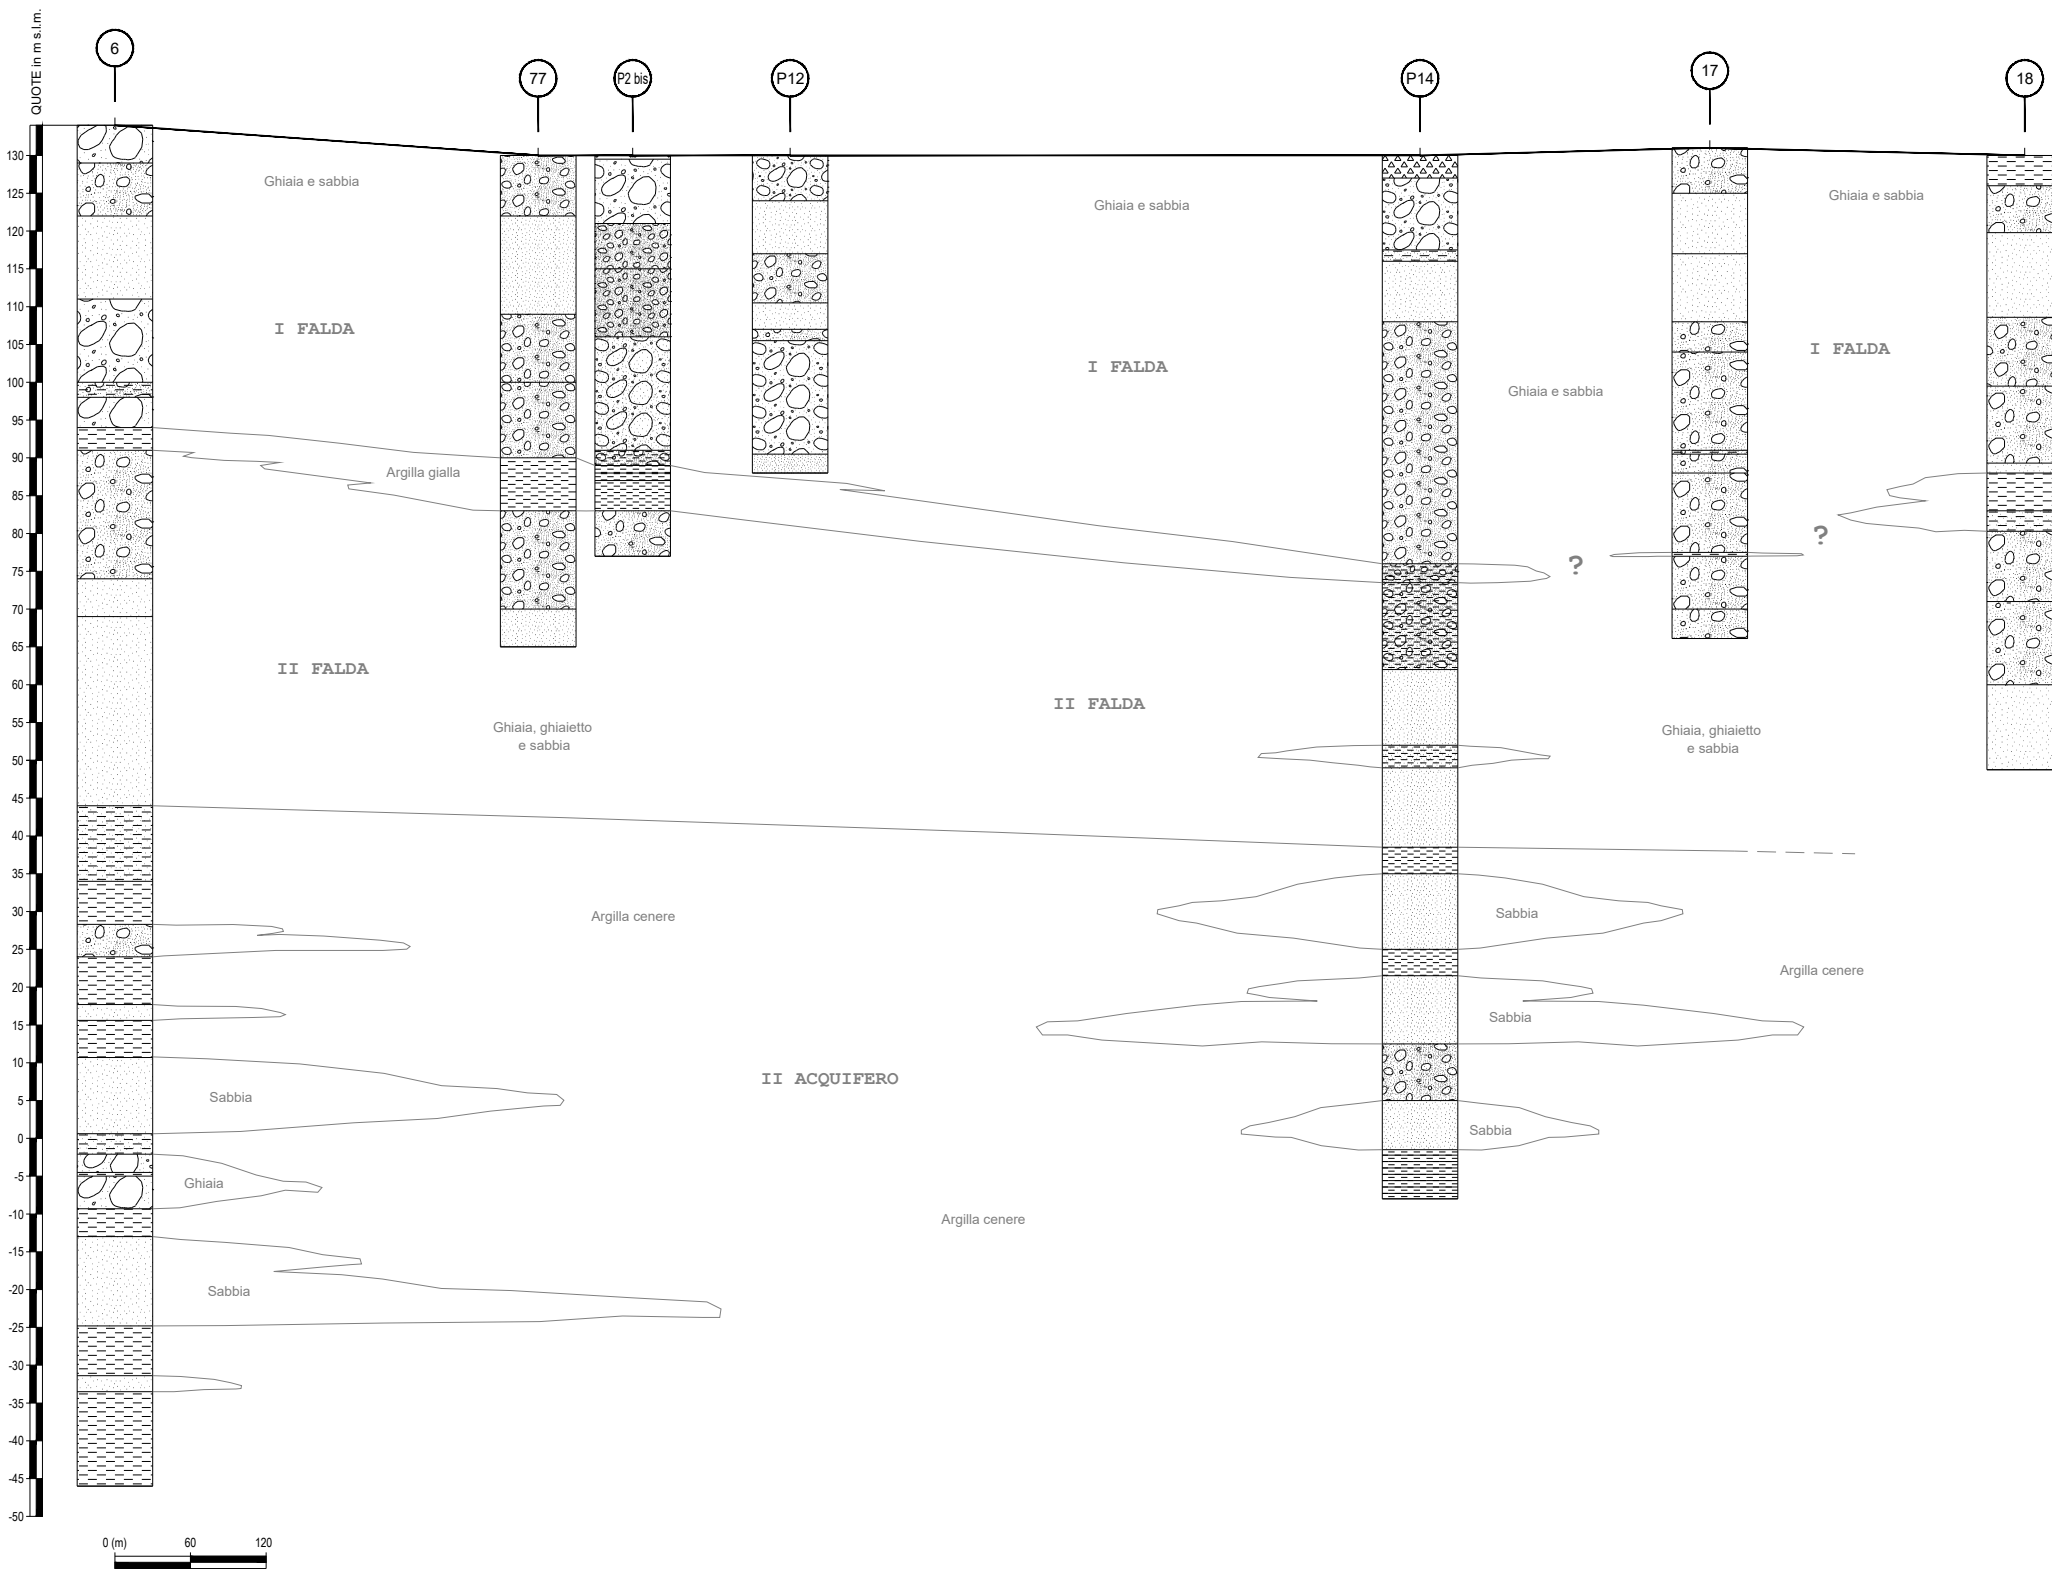 QUOTE in m s.l.m.
6
77
P2 bis
P12
P14
17
18
130
125
120
115
110
105
100
95
90
85
80
75
70
65
60
55
50
45
40
35
30
25
20
15
10
5
0
-5
-10
-15
-20
-25
-30
-35
-40
-45
-50
Ghiaia e sabbia
Ghiaia e sabbia
Ghiaia e sabbia
I FALDA
I FALDA
I FALDA
Ghiaia e sabbia
Argilla gialla
?
?
II FALDA
II FALDA
Ghiaia, ghiaietto
e sabbia
Ghiaia, ghiaietto
e sabbia
Argilla cenere
Sabbia
Argilla cenere
Sabbia
II ACQUIFERO
Sabbia
Sabbia
Ghiaia
Argilla cenere
Sabbia
0 (m)
60
120